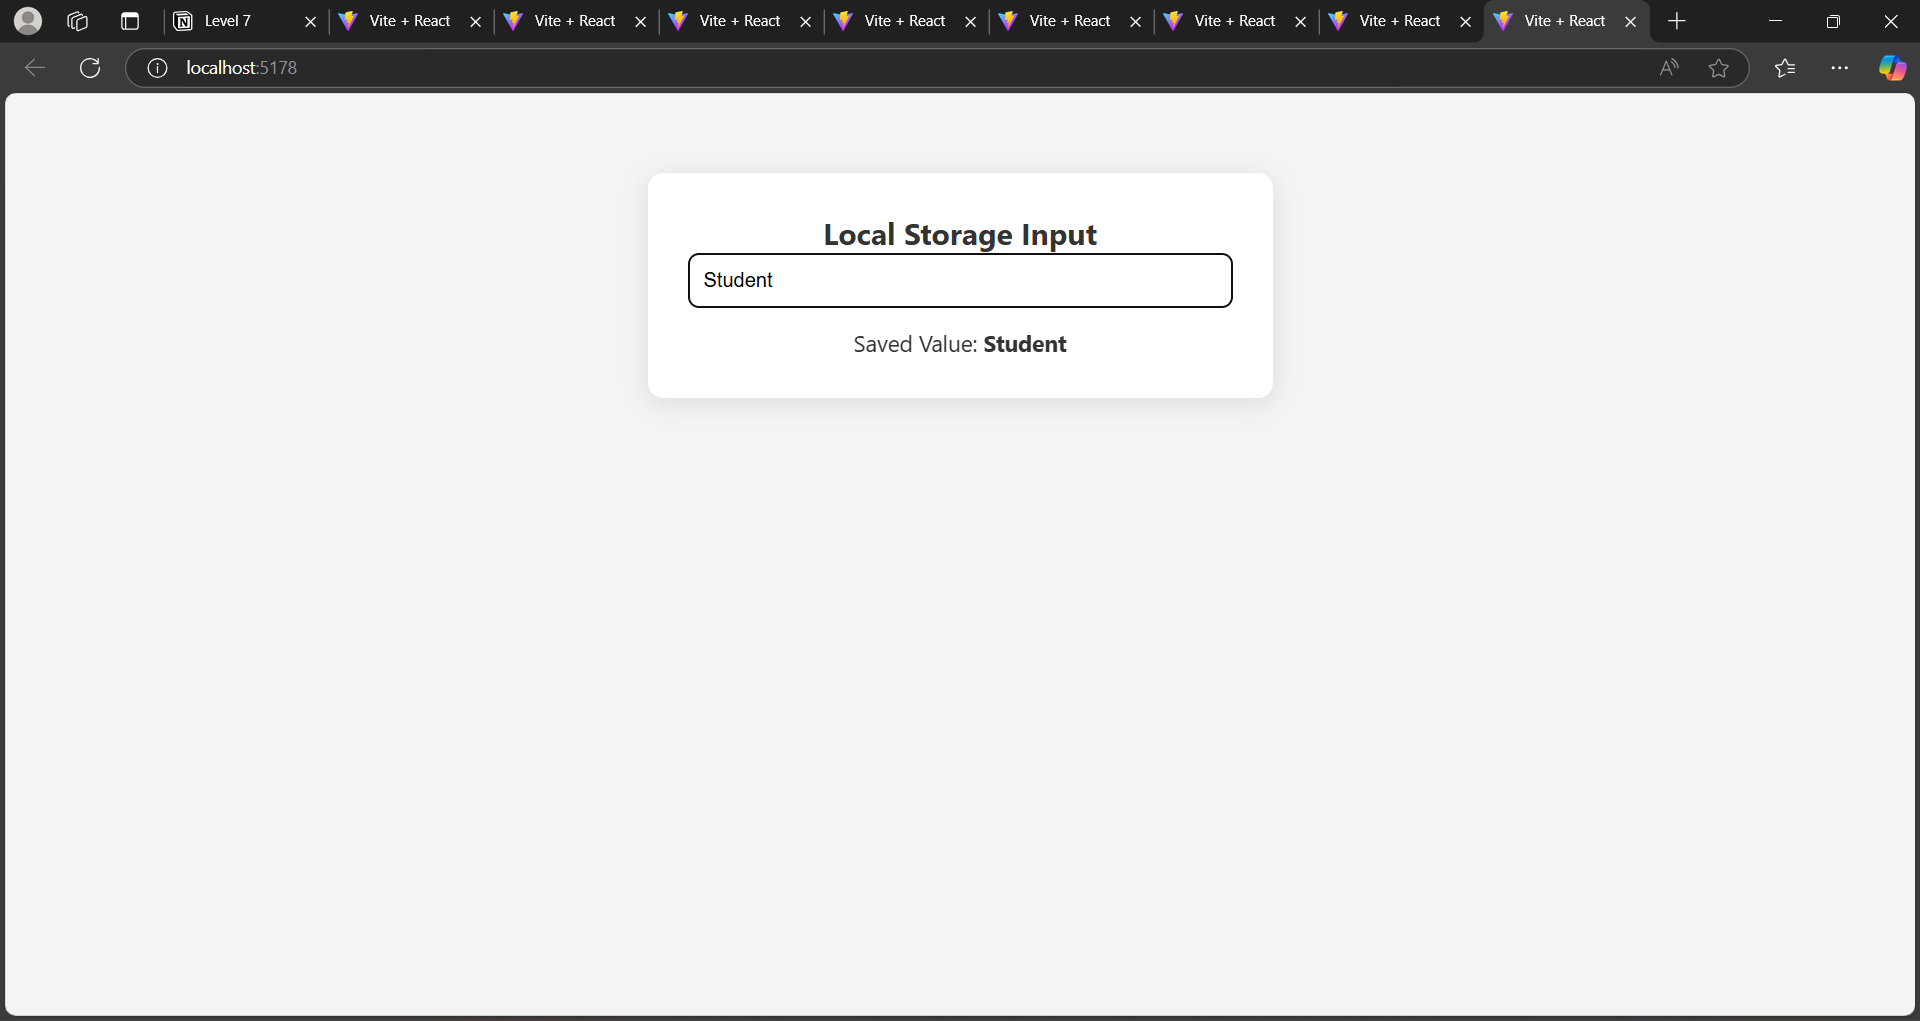 Level 7
Vite + React
Vite + React
Vite + React
Vite + React
Vite + React
Vite + React
Vite + React
Vite + React
localhost:5178
Local Storage Input
Student
Saved Value: Student